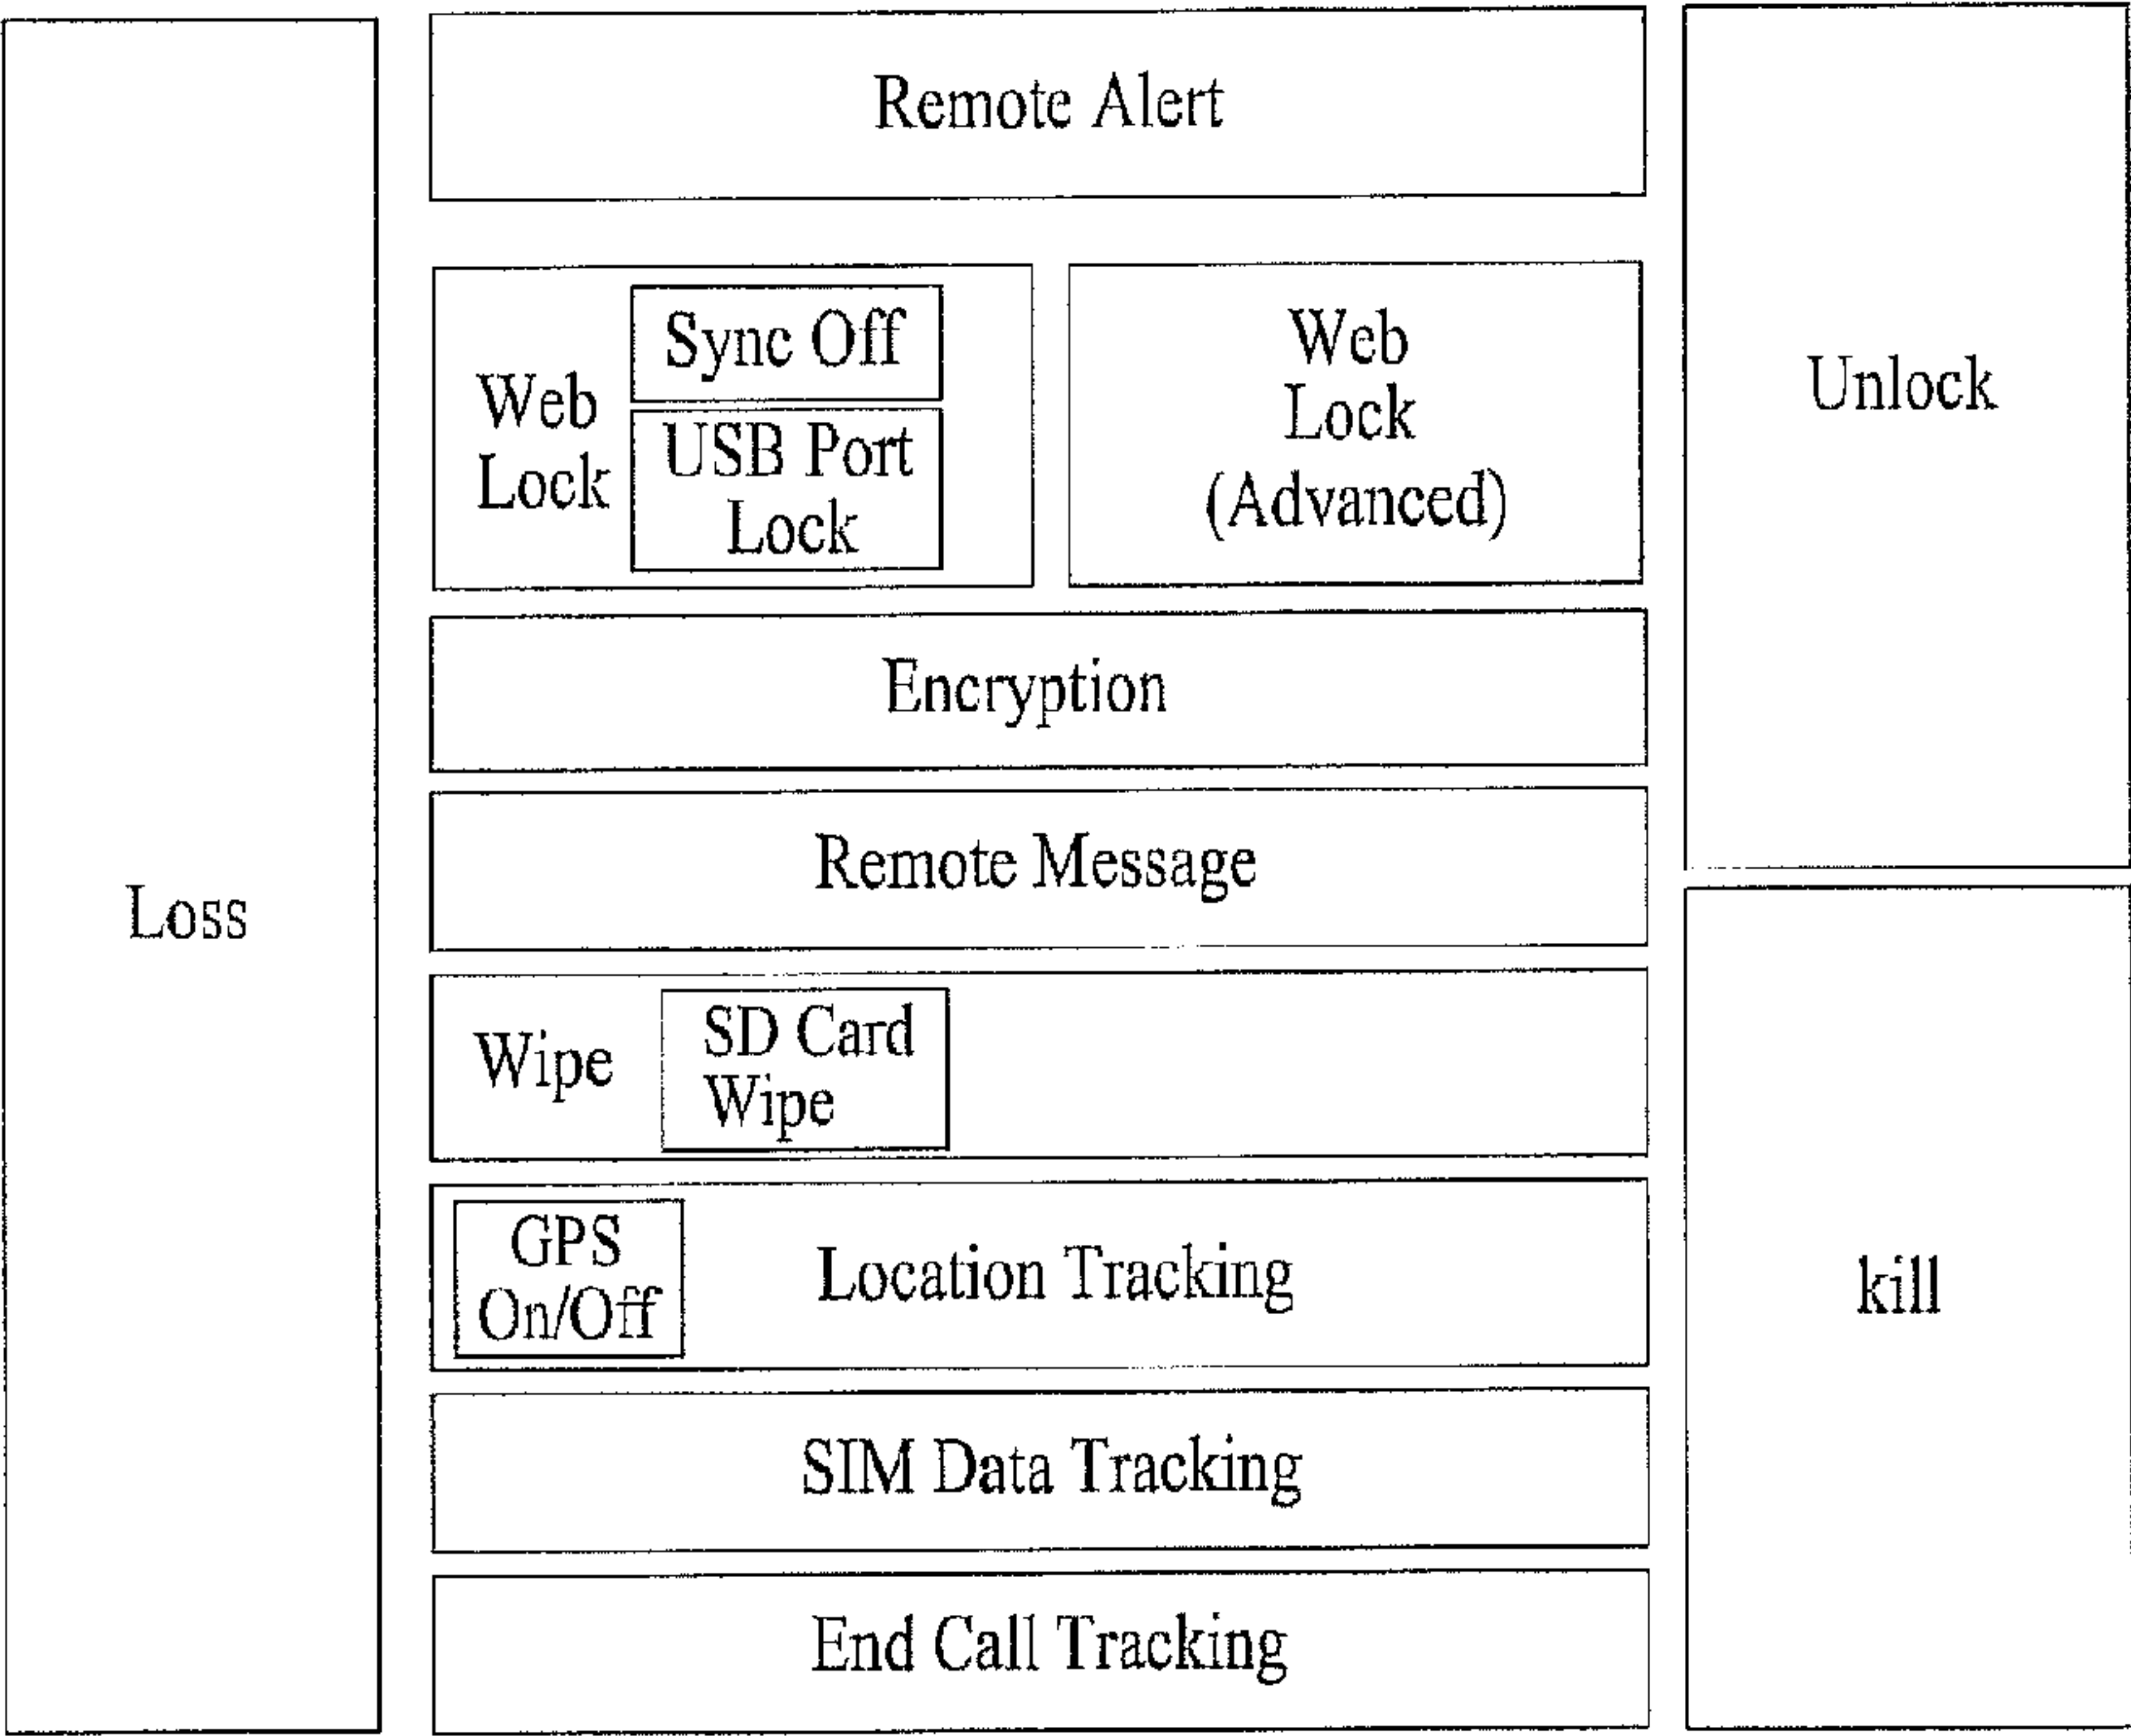 Loss
Remote Alert
Web
Lock
Sync Off
USB Port
Lock
Web
Lock
(Advanced)
Encryption
Remote Message
Wipe
SD Card
Wipe
GPS
On/Off
Location Tracking
SIM Data Tracking
End Call Tracking
Unlock
kill